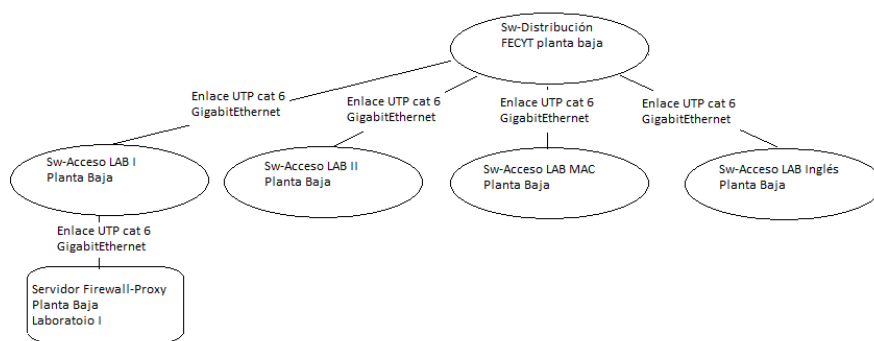 Sw-Distribución
FECYT planta baja
Enlace UTP cat 6
GigabitEthernet
Enlace UTP cat 6
GigabitEthernet
Enlace UTP cat 6
GigabitEthernet
Enlace UTP cat 6
GigabitEthernet
Sw-Acceso LAB I
Planta Baja
Sw-Acceso LAB II
Planta Baja
Sw-Acceso LAB MAC
Planta Baja
Sw-Acceso LAB Inglés
Planta Baja
Enlace UTP cat 6
GigabitEthernet
Servidor Firewall-Proxy
Planta Baja
Laboratoio I